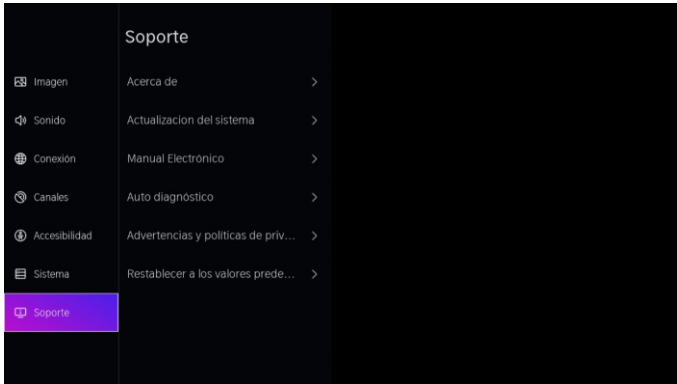 Soporte
Imagen
Acerca de
Sonido
Actualizacion del sistema
Conexión
Manual Electrónico
Canales
Auto diagnóstico
Accesibilidad
Advertencias y políticas de priv...
Sistema
Restablecer a los valores prede...
Soporte